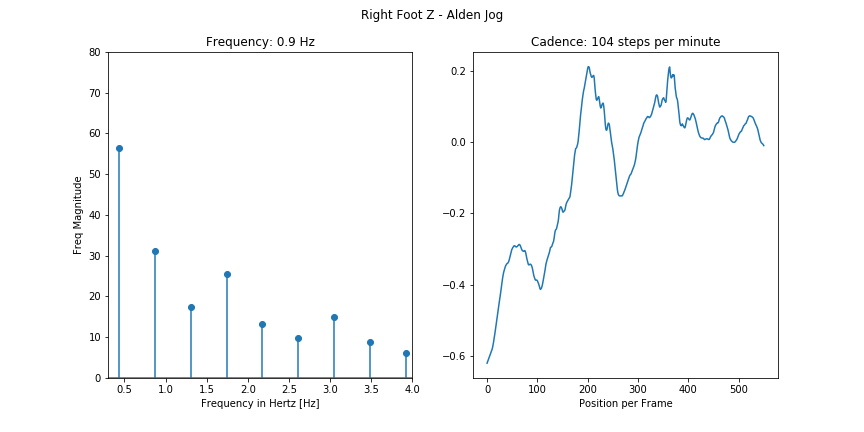 Right Foot Z - Alden Jog
Frequency: 0.9 Hz
80
70
60
50
40
30
20
10
0
Freq Magnitude
0.5 1.0 1.5 2.0 2.5 3.0 3.5 4.0
Frequency in Hertz [Hz]
Cadence: 104 steps per minute
0.2
0.0
−0.2
−0.4
−0.6
0 100 200 300 400 500
Position per Frame